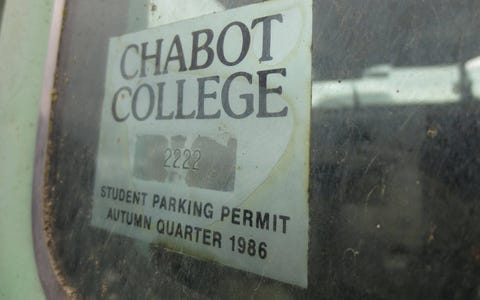 CHABOT
COLLEGE
2222
STUDENT PARKING PERMIT
AUTUMN QUARTER 1986